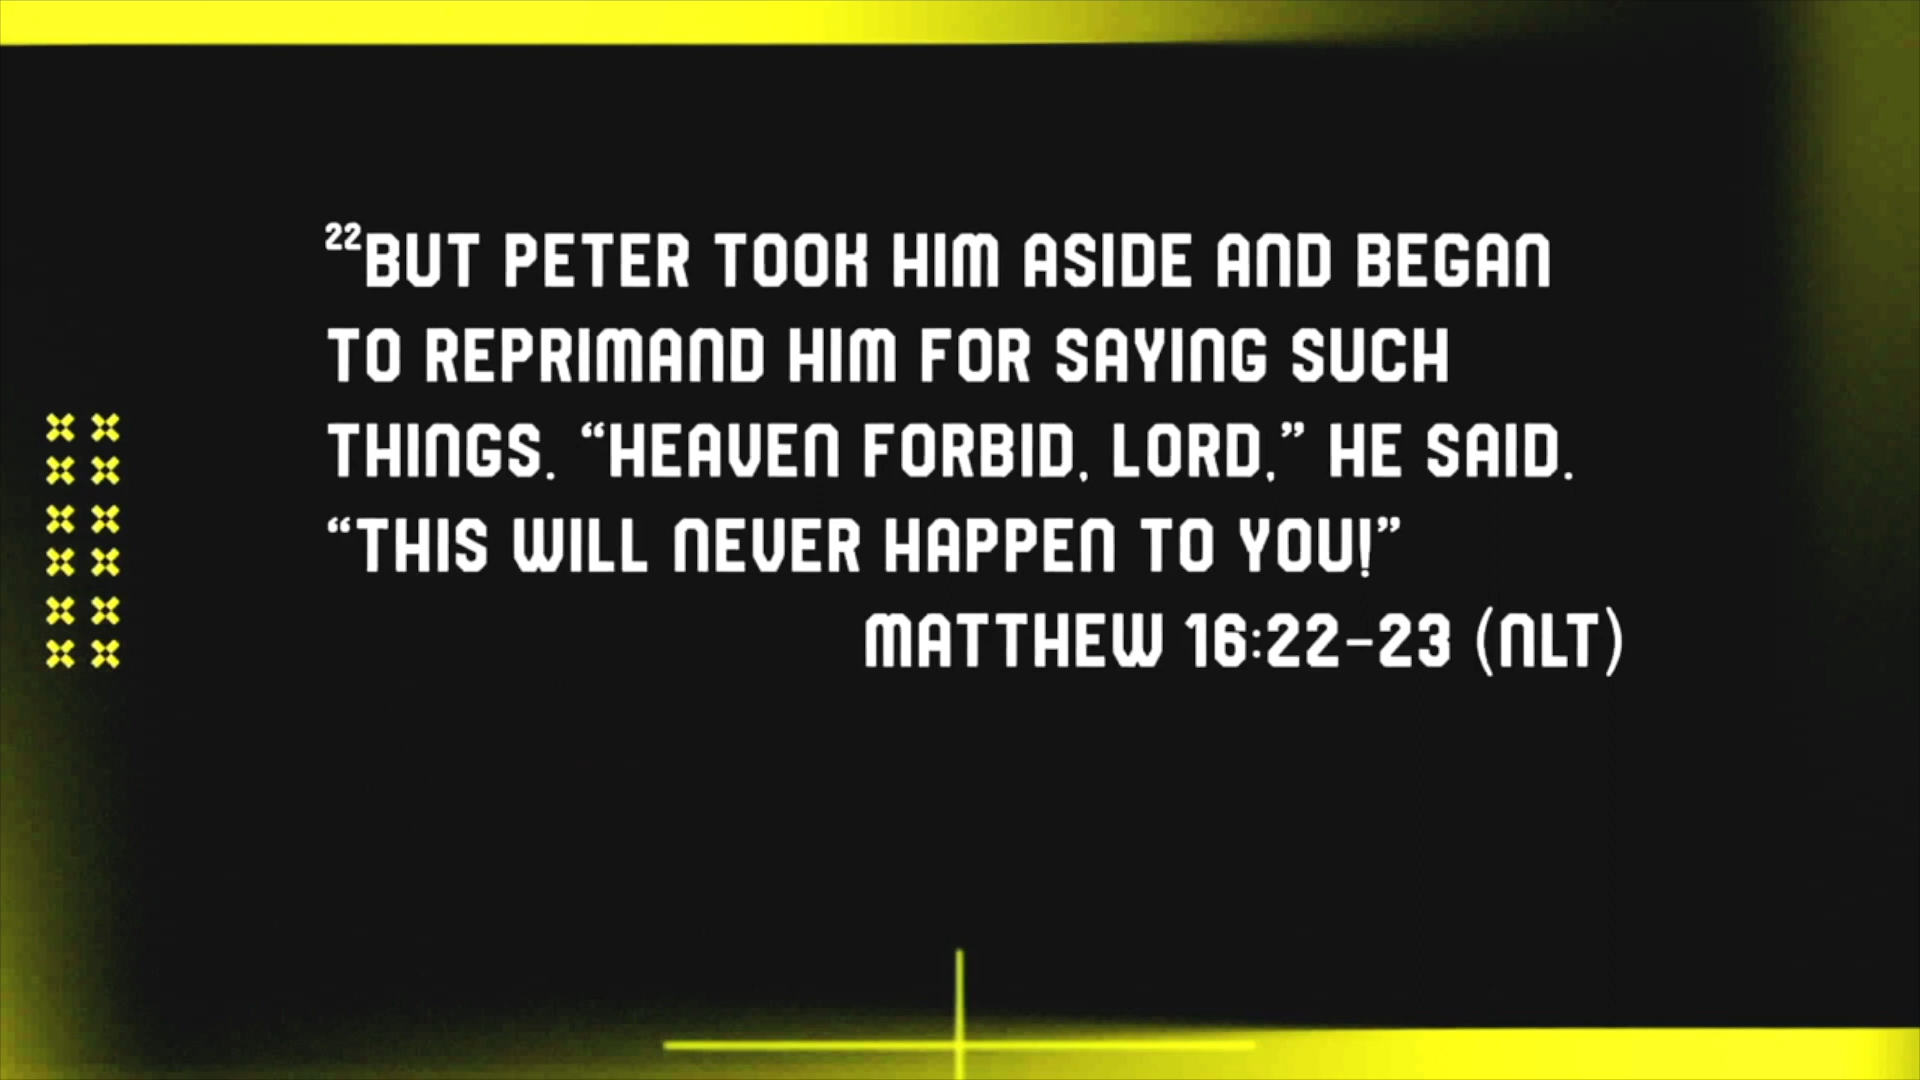 ²²BUT PETER TOOK HIM ASIDE AND BEGAN
TO REPRIMAND HIM FOR SAYING SUCH
THINGS. “HEAVEN FORBID, LORD,” HE SAID.
“THIS WILL NEVER HAPPEN TO YOU!”
MATTHEW 16:22-23 (NLT)